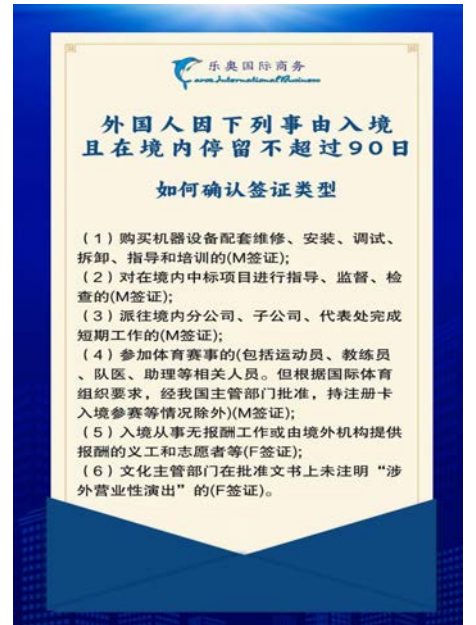 乐奥国际商务
International Business
外国人因下列事由入境
且在境内停留不超过90日
如何确认签证类型
（1）购买机器设备配套维修、安装、调试、
拆卸、指导和培训的(M签证);
（2）对在境内中标项目进行指导、监督、检
查的(M签证);
（3）派往境内分公司、子公司、代表处完成
短期工作的(M签证);
（4）参加体育赛事的(包括运动员、教练员
、队医、助理等相关人员。但根据国际体育
组织要求，经我国主管部门批准，持注册卡
入境参赛等情况除外)(M签证);
（5）入境从事无报酬工作或由境外机构提供
报酬的义工和志愿者等(F签证);
（6）文化主管部门在批准文书上未注明“涉
外营业性演出”的(F签证)。